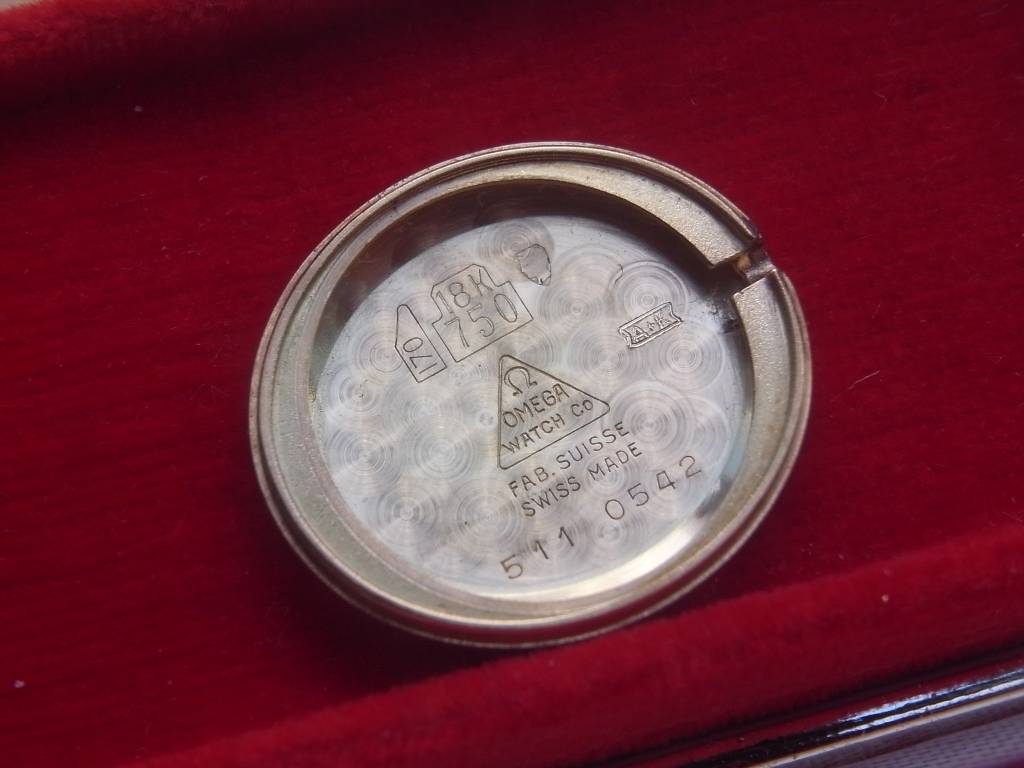 18K
750
170
A+K
Ω
OMEGA
WATCH Co
FAB. SUISSE
SWISS MADE
511 0542